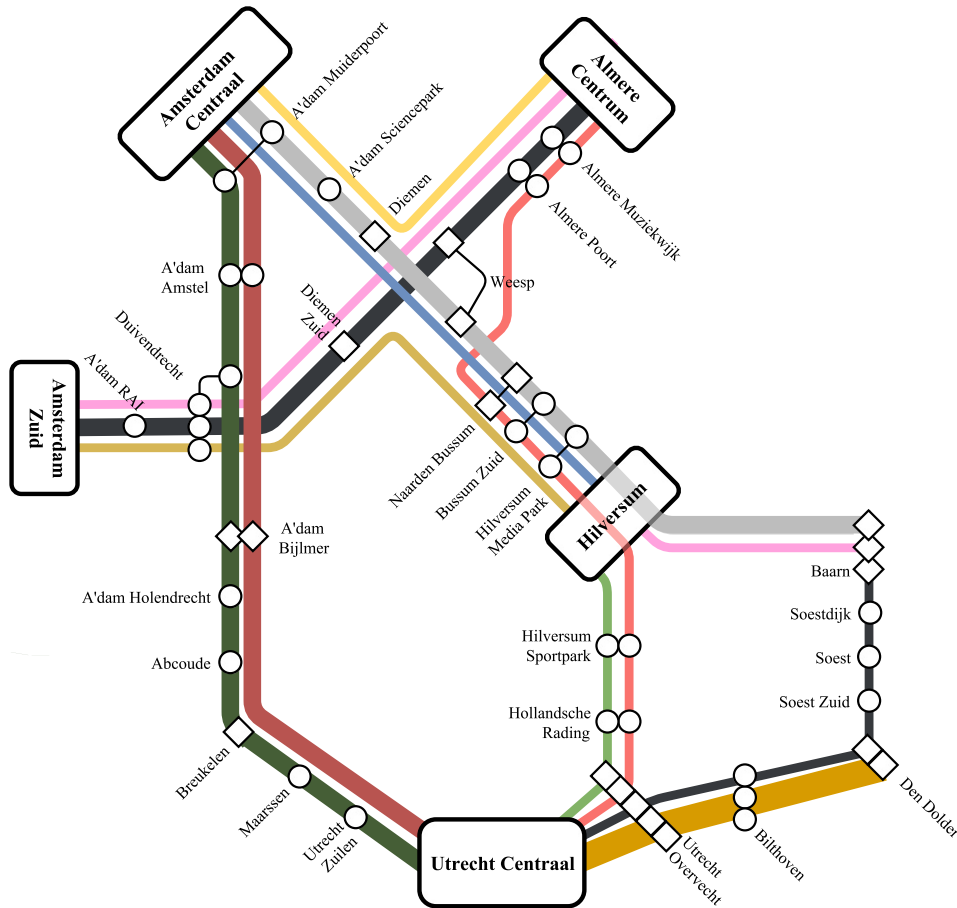 Amsterdam
Centraal
A'dam Muiderpoort
A'dam Sciencepark
Diemen
Almere
Centrum
Almere Muziekwijk
Almere Poort
Weesp
A'dam
Amstel
Diemen
Zuid
Duivendrecht
A'dam RAI
Amsterdam
Zuid
Naarden Bussum
Bussum Zuid
Hilversum
Media Park
Hilversum
A'dam
Bijlmer
A'dam Holendrecht
Abcoude
Breukelen
Maarssen
Utrecht
Zuilen
Utrecht Centraal
Hilversum
Sportpark
Hollandsche
Rading
Utrecht
Overvecht
Bilthoven
Baarn
Soestdijk
Soest
Soest Zuid
Den Dolder